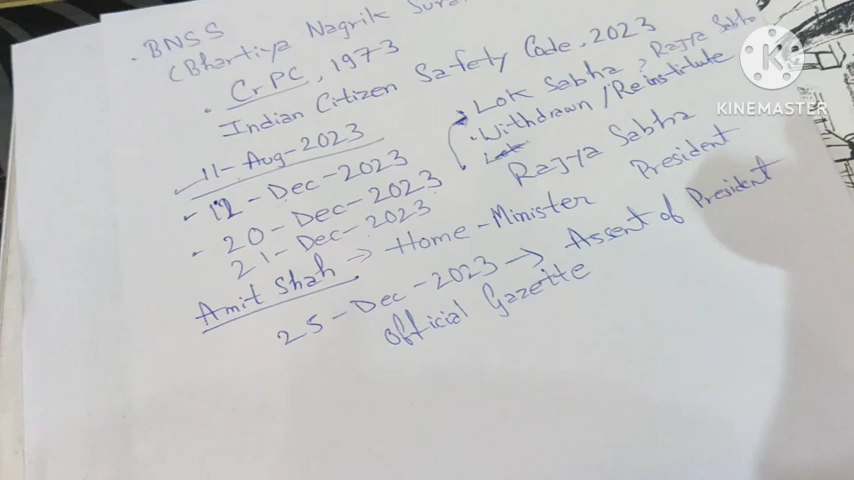 . BNSS
(Bhartiya Nagrik
. CrPC, 1973
Indian Citizen Safety Code, 2023
- 11-Aug-2023 → Lok Sabha, Rajya Sabha
- 12-Dec-2023 . Withdrawn/Reinstitute
- 20-Dec-2023 Rajya Sabha
21-Dec-2023 President
Amit Shah → Home-Minister
25-Dec-2023 → Assent of President
Official Gazette
KINEMASTER